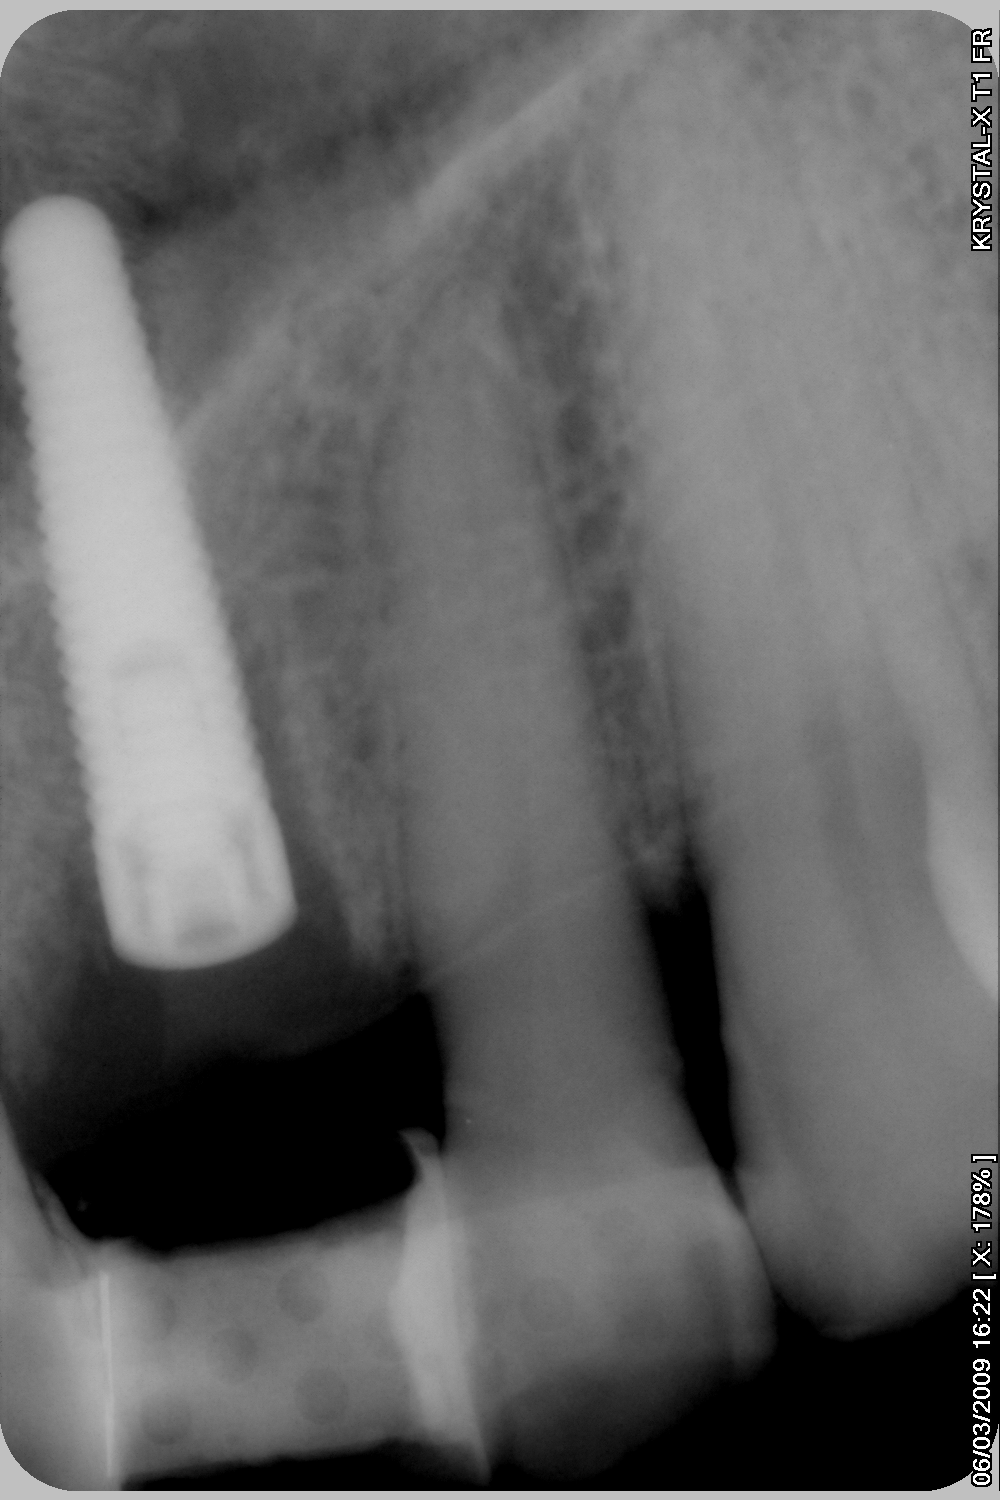 KRYSTAL-X T1 FR
06/03/2009 16:22 [ X: 178% ]